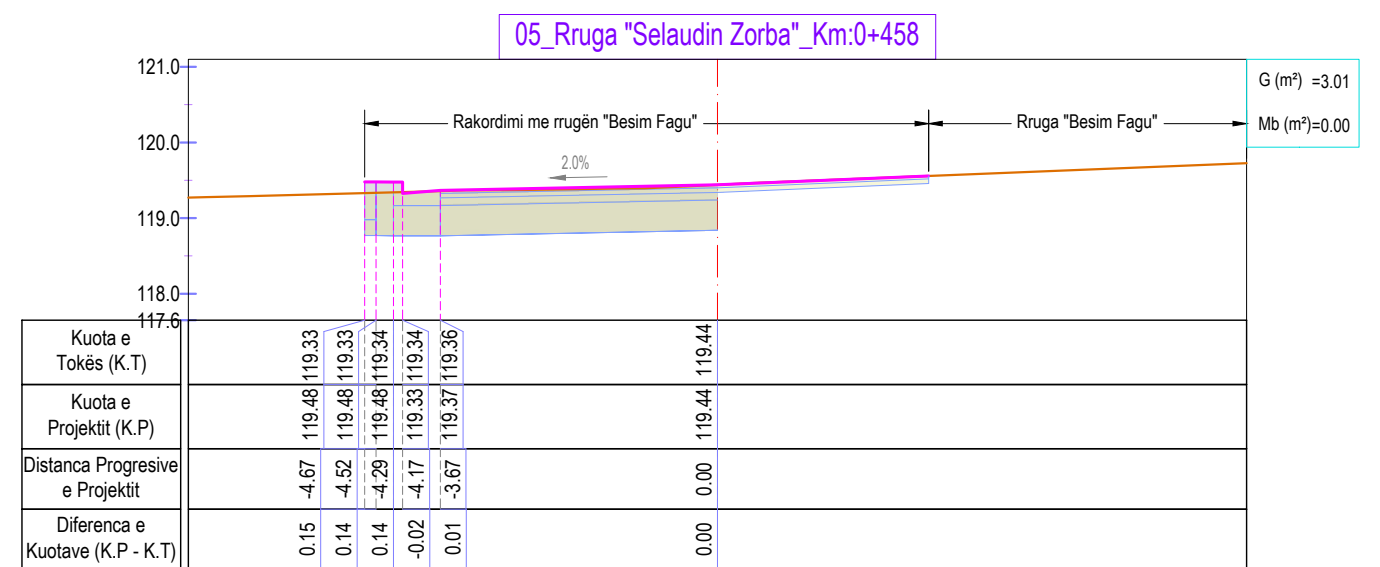 05_Rruga "Selaudin Zorba"_Km:0+458
121.0
G (m²) =3.01
Rakordimi me rrugën "Besim Fagu"
Rruga "Besim Fagu"
Mb (m²)=0.00
120.0
2.0%
119.0
118.0
117.6
Kuota e
Tokës (K.T)
119.33 119.33 119.34 119.34 119.36 119.44
Kuota e
Projektit (K.P)
119.48 119.48 119.48 119.33 119.37 119.44
Distanca Progresive
e Projektit
-4.67 -4.52 -4.29 -4.17 -3.67 0.00
Diferenca e
Kuotave (K.P - K.T)
0.15 0.14 0.14 -0.02 0.01 0.00